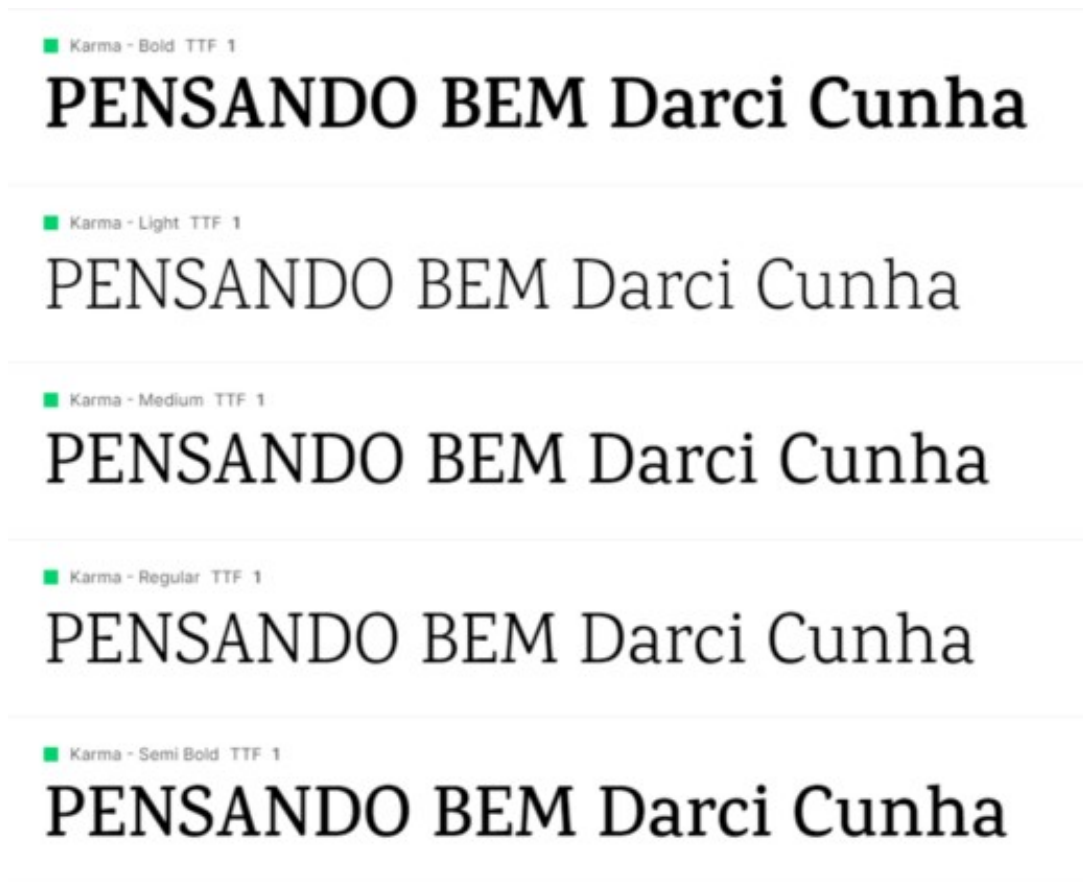 Karma - Bold TTF 1
PENSANDO BEM Darci Cunha
Karma - Light TTF 1
PENSANDO BEM Darci Cunha
Karma - Medium TTF 1
PENSANDO BEM Darci Cunha
Karma - Regular TTF 1
PENSANDO BEM Darci Cunha
Karma - Semi Bold TTF 1
PENSANDO BEM Darci Cunha